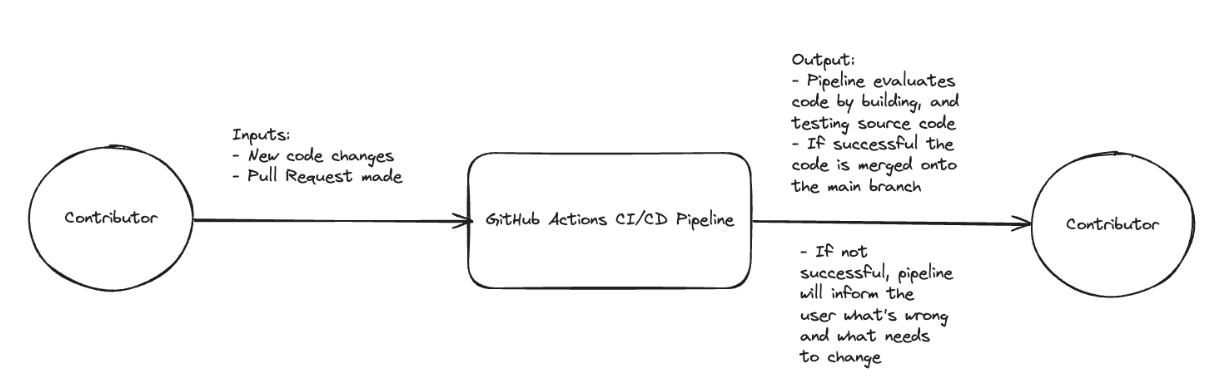 Contributor
Inputs:
- New code changes
- Pull Request made
GitHub Actions CI/CD Pipeline
Output:
- Pipeline evaluates
code by building, and
testing source code
- If successful the
code is merged onto
the main branch
- If not
successful, pipeline
will inform the
user what's wrong
and what needs
to change
Contributor